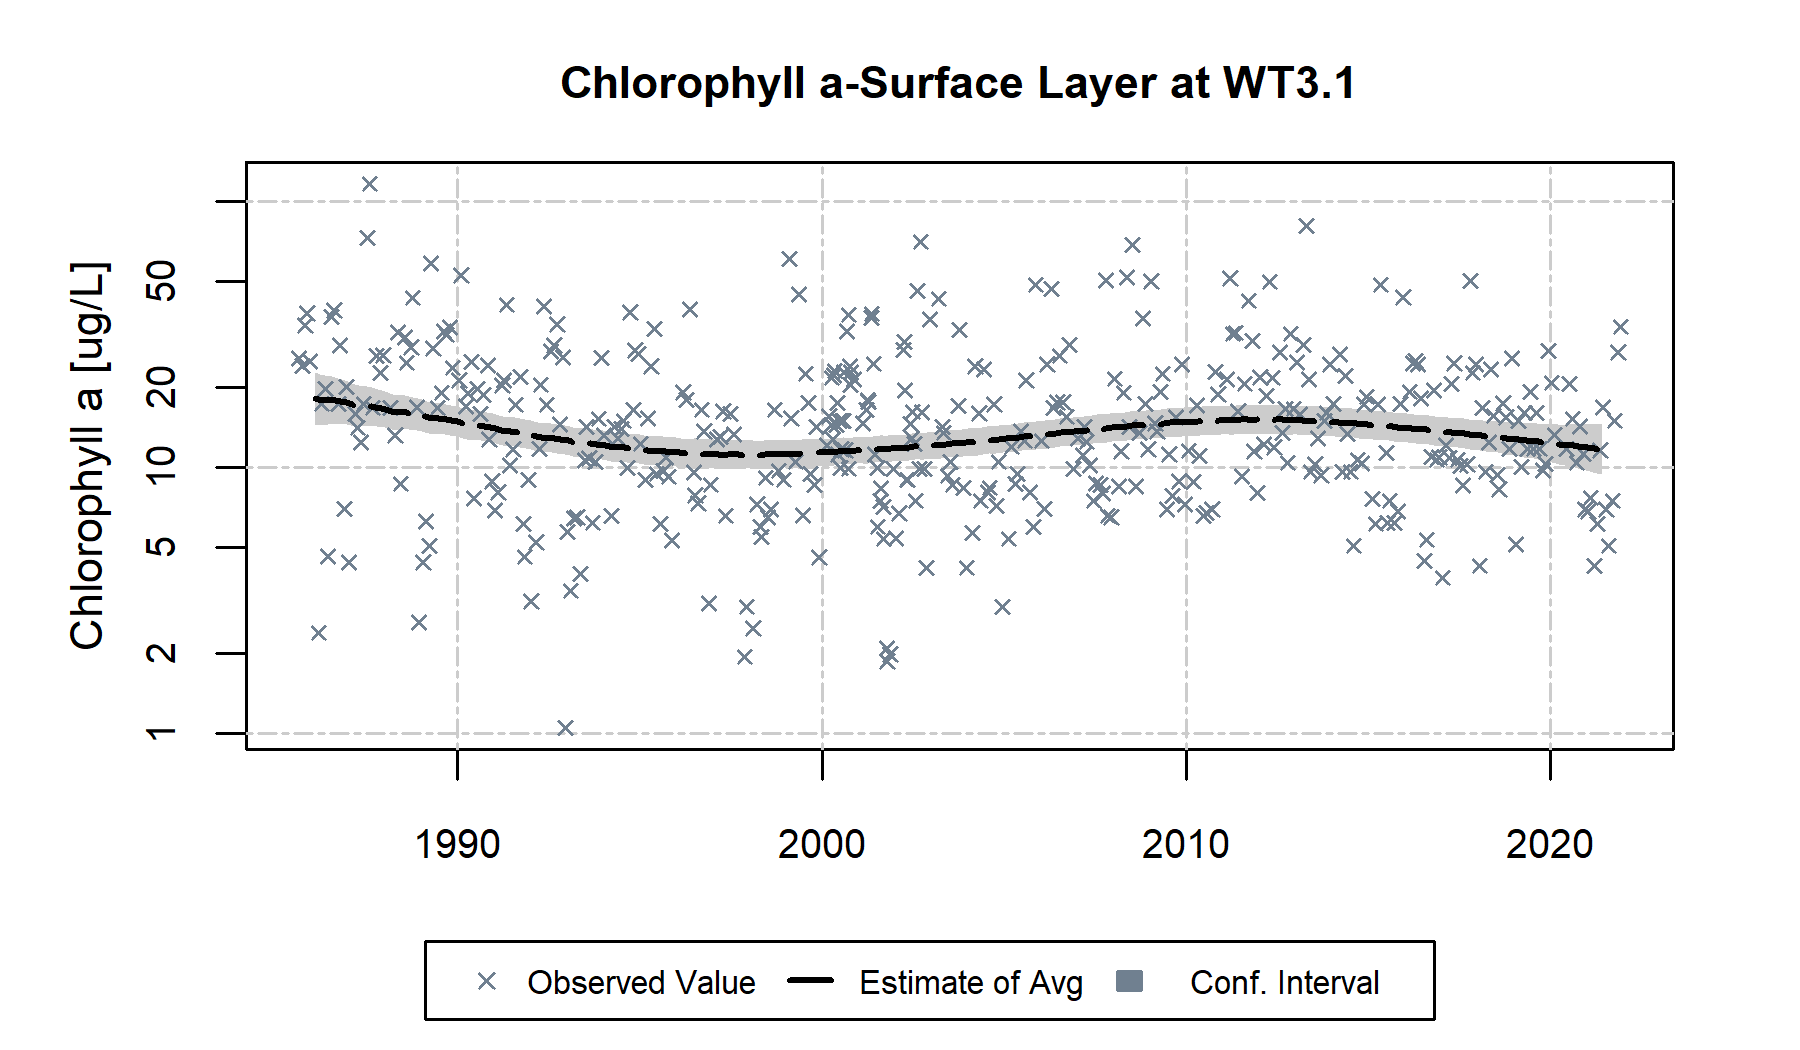 Chlorophyll a-Surface Layer at WT3.1
Chlorophyll a [ug/L]
50
20
10
5
2
1
1990 2000 2010 2020
Observed Value Estimate of Avg Conf. Interval